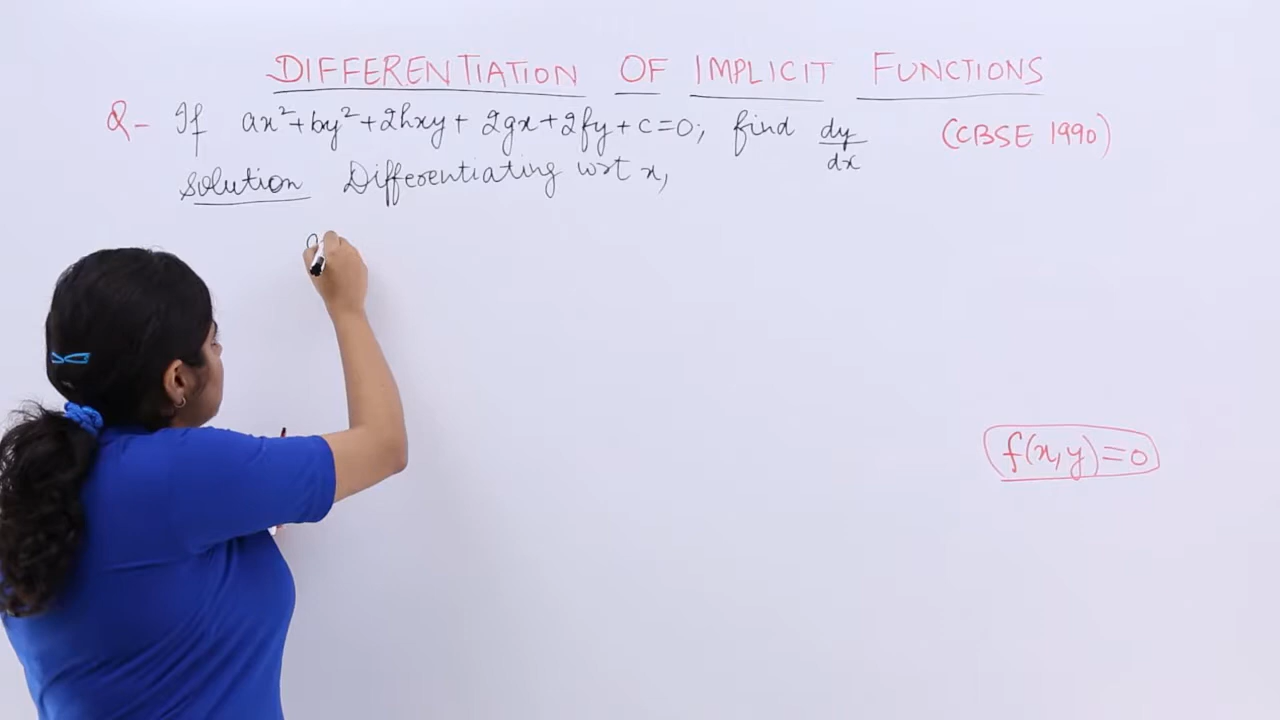 DIFFERENTIATION OF IMPLICIT FUNCTIONS
Q- If ax²+by²+2hxy+2gx+2fy+c=0; find dy/dx (CBSE 1990)
Solution Differentiating wrt x,
f(x,y)=0